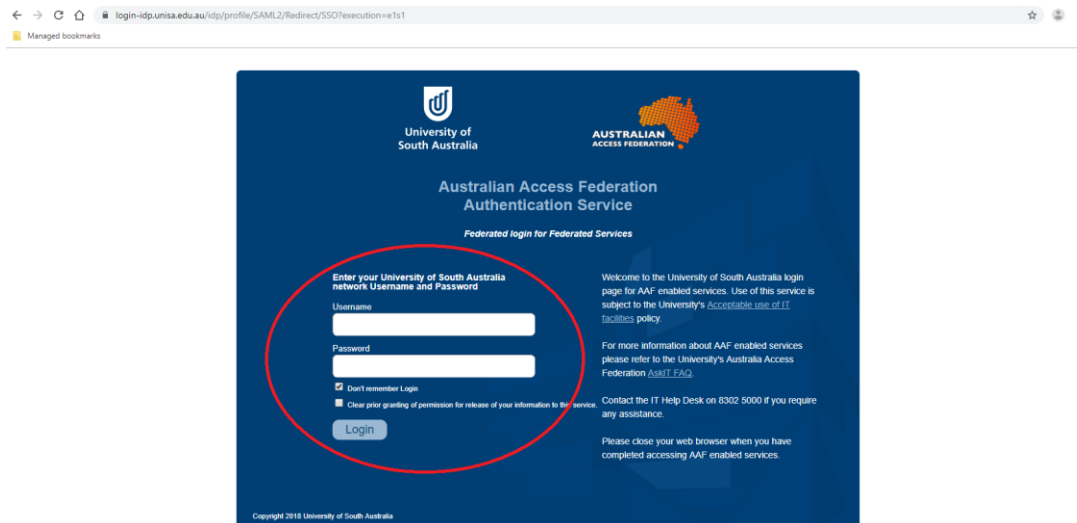 login-idp.unisa.edu.au/idp/profile/SAML2/Redirect/SSO?execution=e1s1
Managed bookmarks
University of
South Australia
AUSTRALIAN
ACCESS FEDERATION
Australian Access Federation
Authentication Service
Federated login for Federated Services
Enter your University of South Australia
network Username and Password
Username
Password
Don't remember Login
Clear prior granting of permission for release of your information to this service.
Login
Welcome to the University of South Australia login
page for AAF enabled services. Use of this service is
subject to the University's Acceptable use of IT
facilities policy.
For more information about AAF enabled services
please refer to the University's Australia Access
Federation AskIT FAQ.
Contact the IT Help Desk on 8302 5000 if you require
any assistance.
Please close your web browser when you have
completed accessing AAF enabled services.
Copyright 2018 University of South Australia